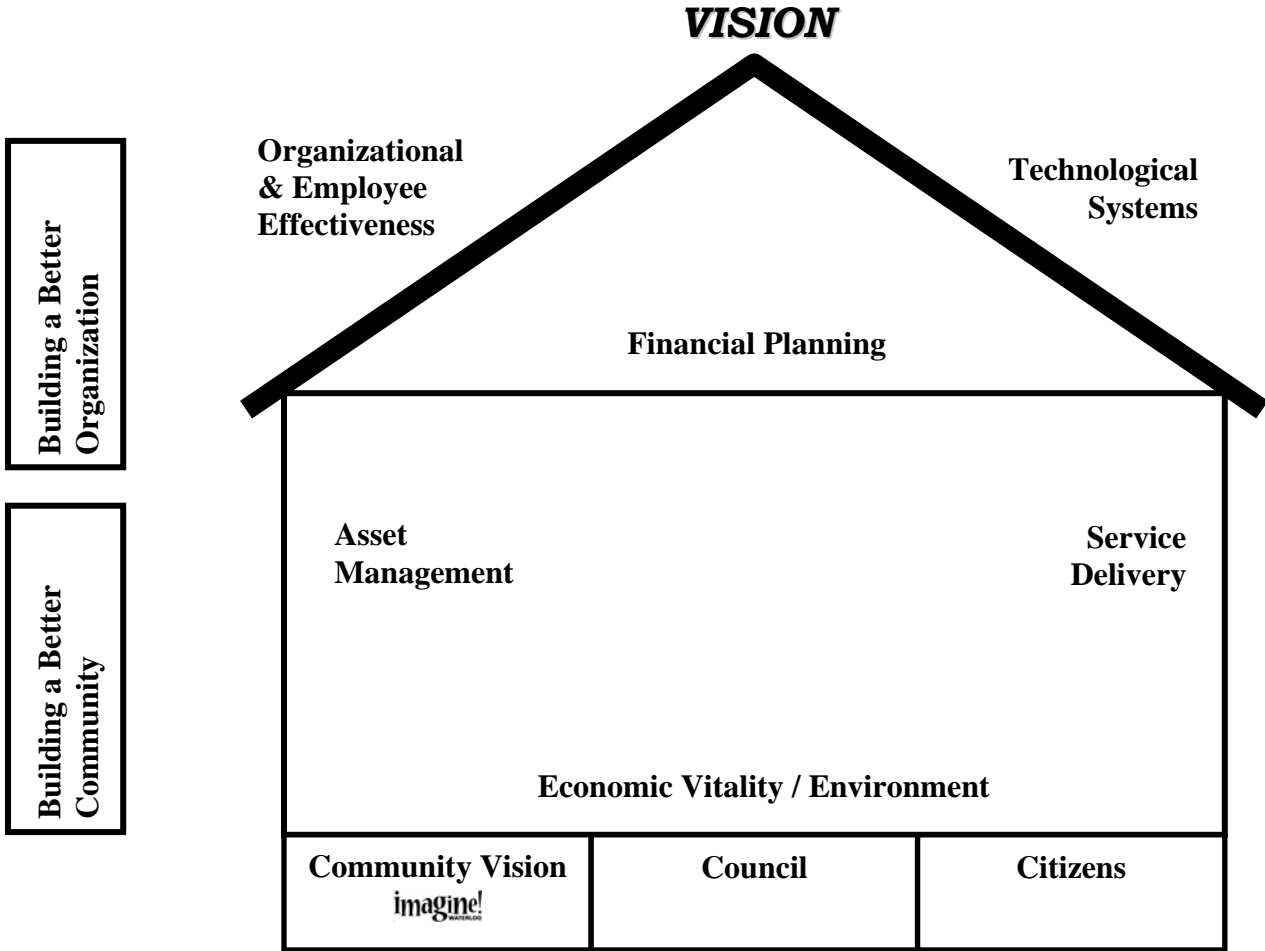 VISION
Organizational
& Employee
Effectiveness
Technological
Systems
Financial Planning
Building a Better
Organization
Asset
Management
Service
Delivery
Building a Better
Community
Economic Vitality / Environment
Community Vision
imagine!
WATERLOO
Council
Citizens